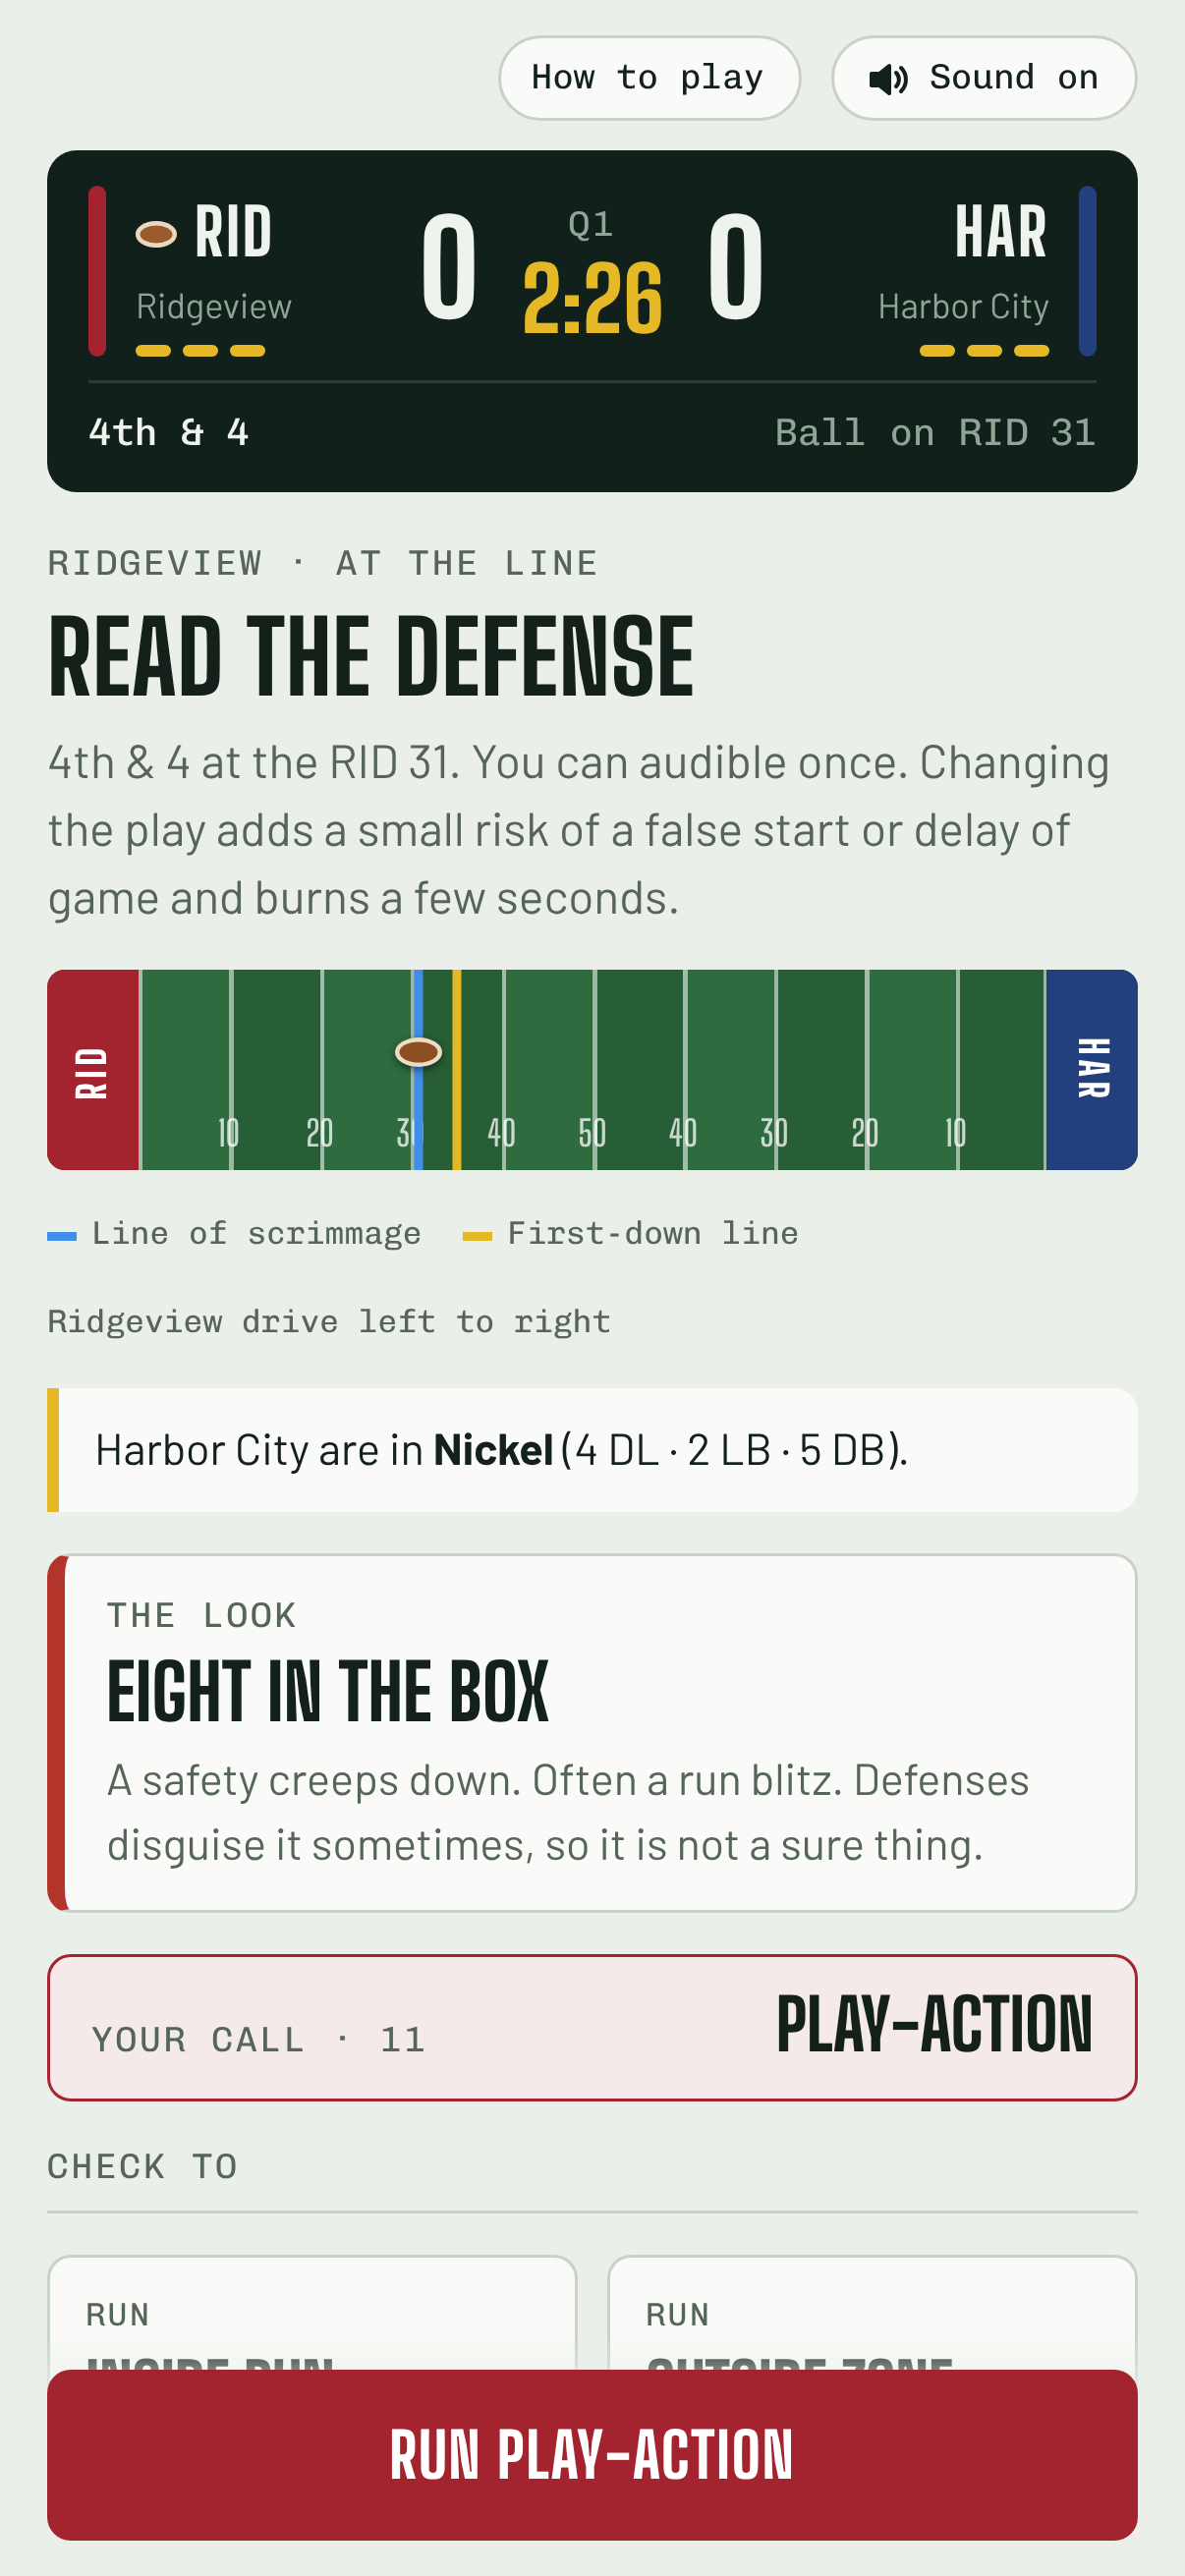 How to play
Sound on
RID
0
Q1
2:26
0
HAR
Ridgeview
Harbor City
4th & 4
Ball on RID 31
RIDGEVIEW · AT THE LINE
READ THE DEFENSE
4th & 4 at the RID 31. You can audible once. Changing
the play adds a small risk of a false start or delay of
game and burns a few seconds.
RID
10 20 30 40 50 40 30 20 10
HAR
Line of scrimmage
First-down line
Ridgeview drive left to right
Harbor City are in Nickel (4 DL · 2 LB · 5 DB).
THE LOOK
EIGHT IN THE BOX
A safety creeps down. Often a run blitz. Defenses
disguise it sometimes, so it is not a sure thing.
YOUR CALL · 11
PLAY-ACTION
CHECK TO
RUN
RUN
INSIDE RUN
OUTSIDE ZONE
RUN PLAY-ACTION